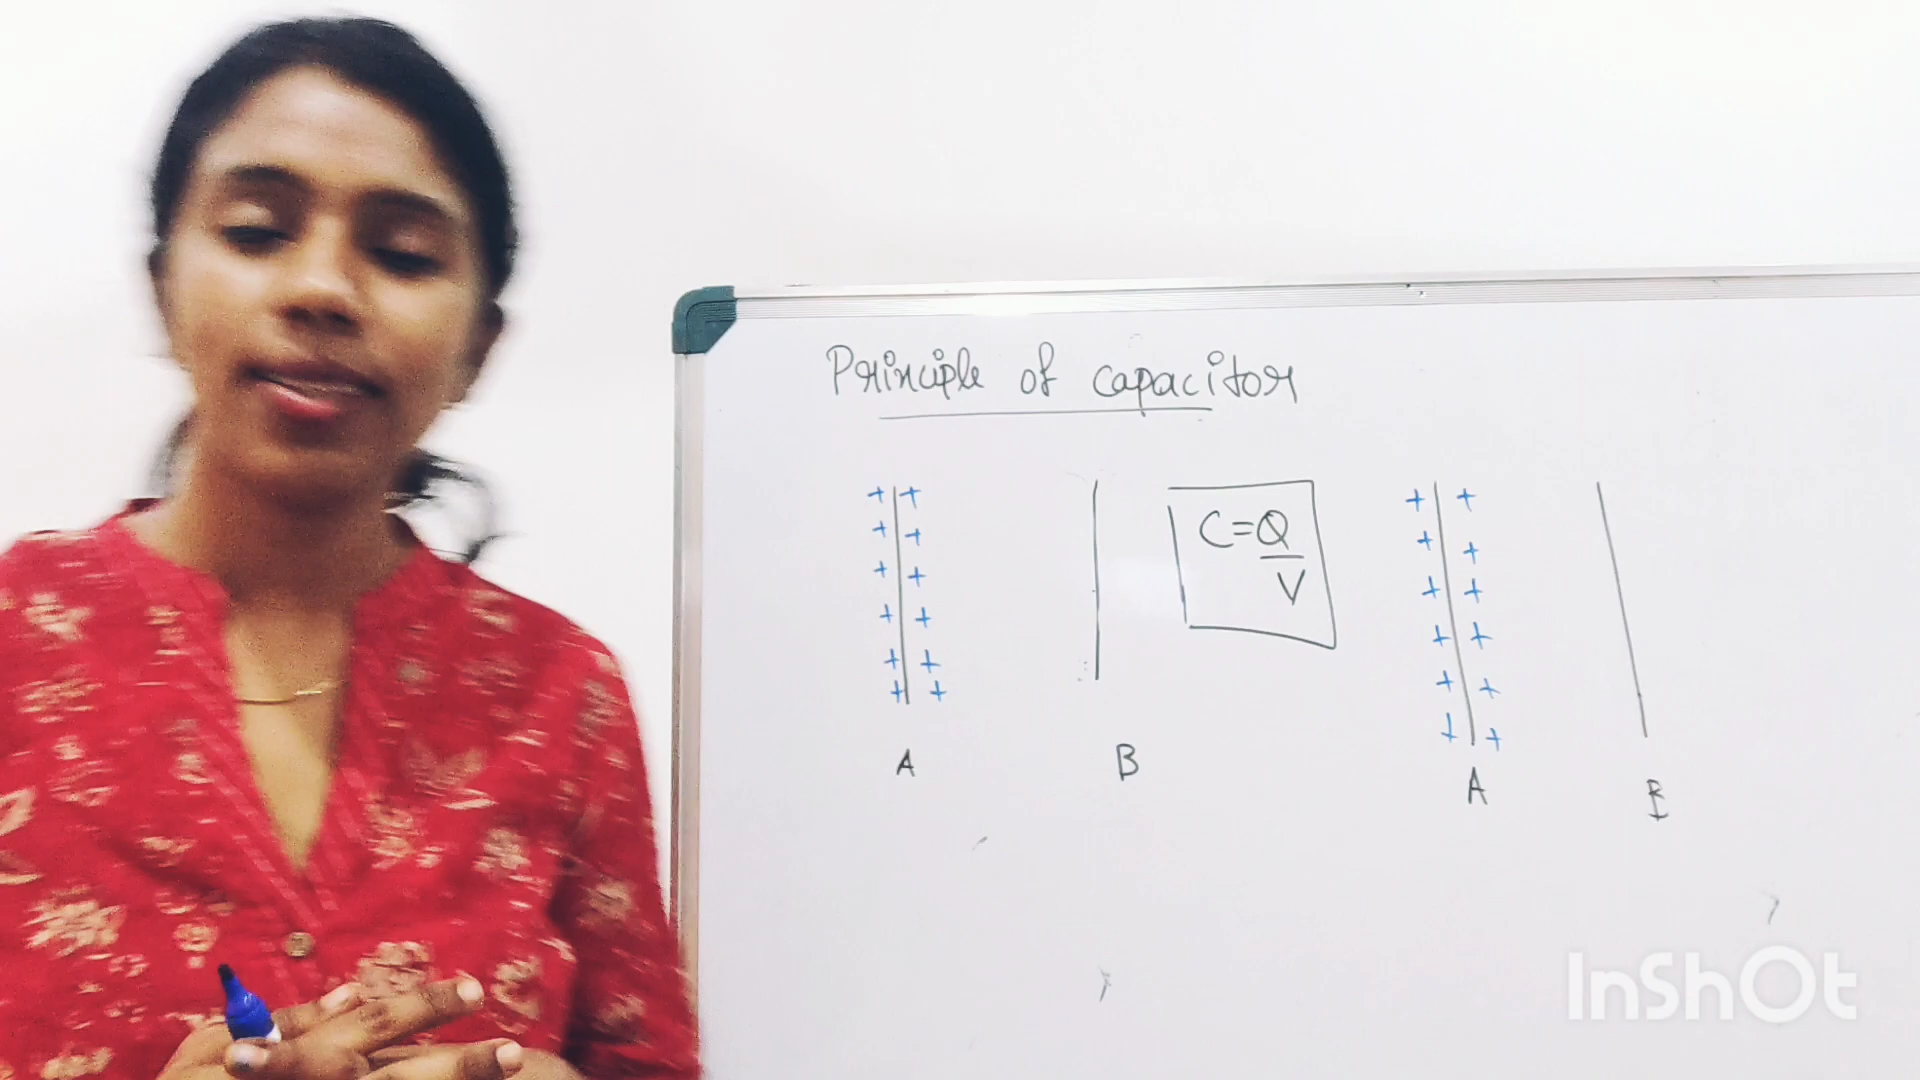 Principle of capacitor
+ + + +
+ + + +
+ + + +
+ + + +
+ + + +
+ + + +
C=Q
V
A B A B
InShOt